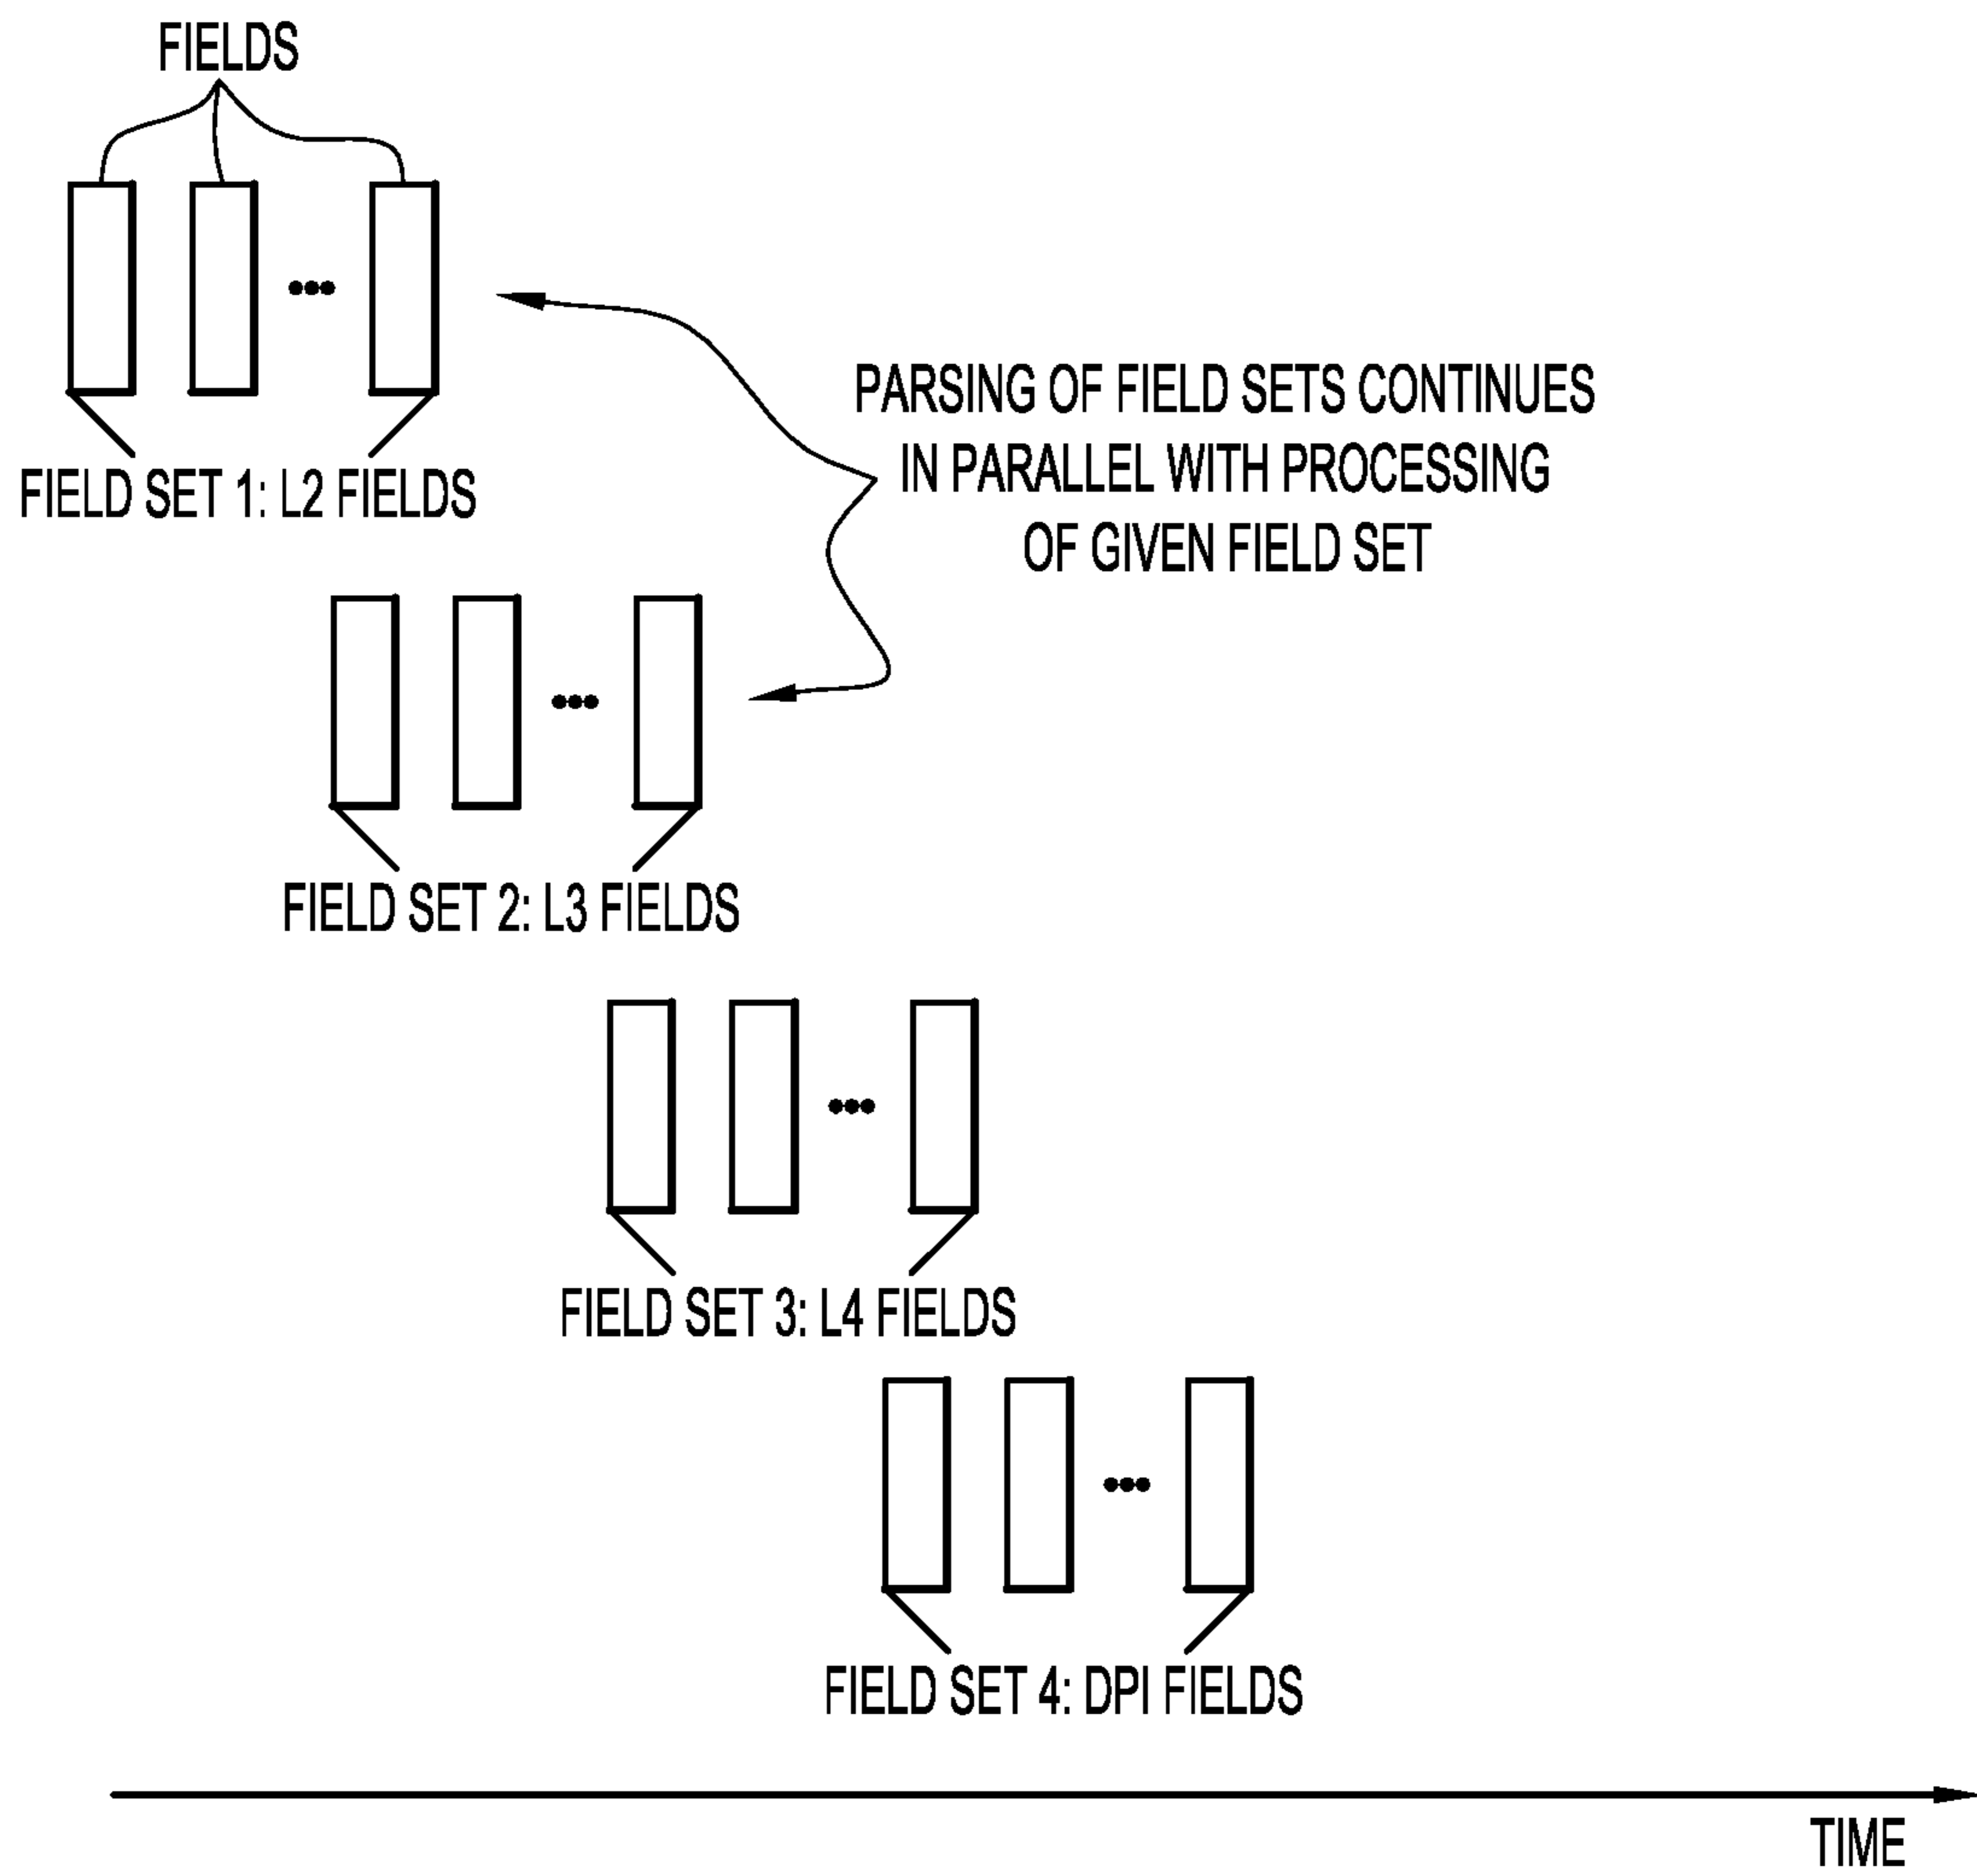 FIELDS
FIELD SET 1: L2 FIELDS
PARSING OF FIELD SETS CONTINUES
IN PARALLEL WITH PROCESSING
OF GIVEN FIELD SET
FIELD SET 2: L3 FIELDS
FIELD SET 3: L4 FIELDS
FIELD SET 4: DPI FIELDS
TIME